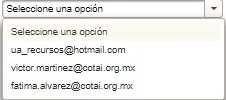 Seleccione una opción
Seleccione una opción
ua_recursos@hotmail.com
victor.martinez@cotai.org.mx
fatima.alvarez@cotai.org.mx